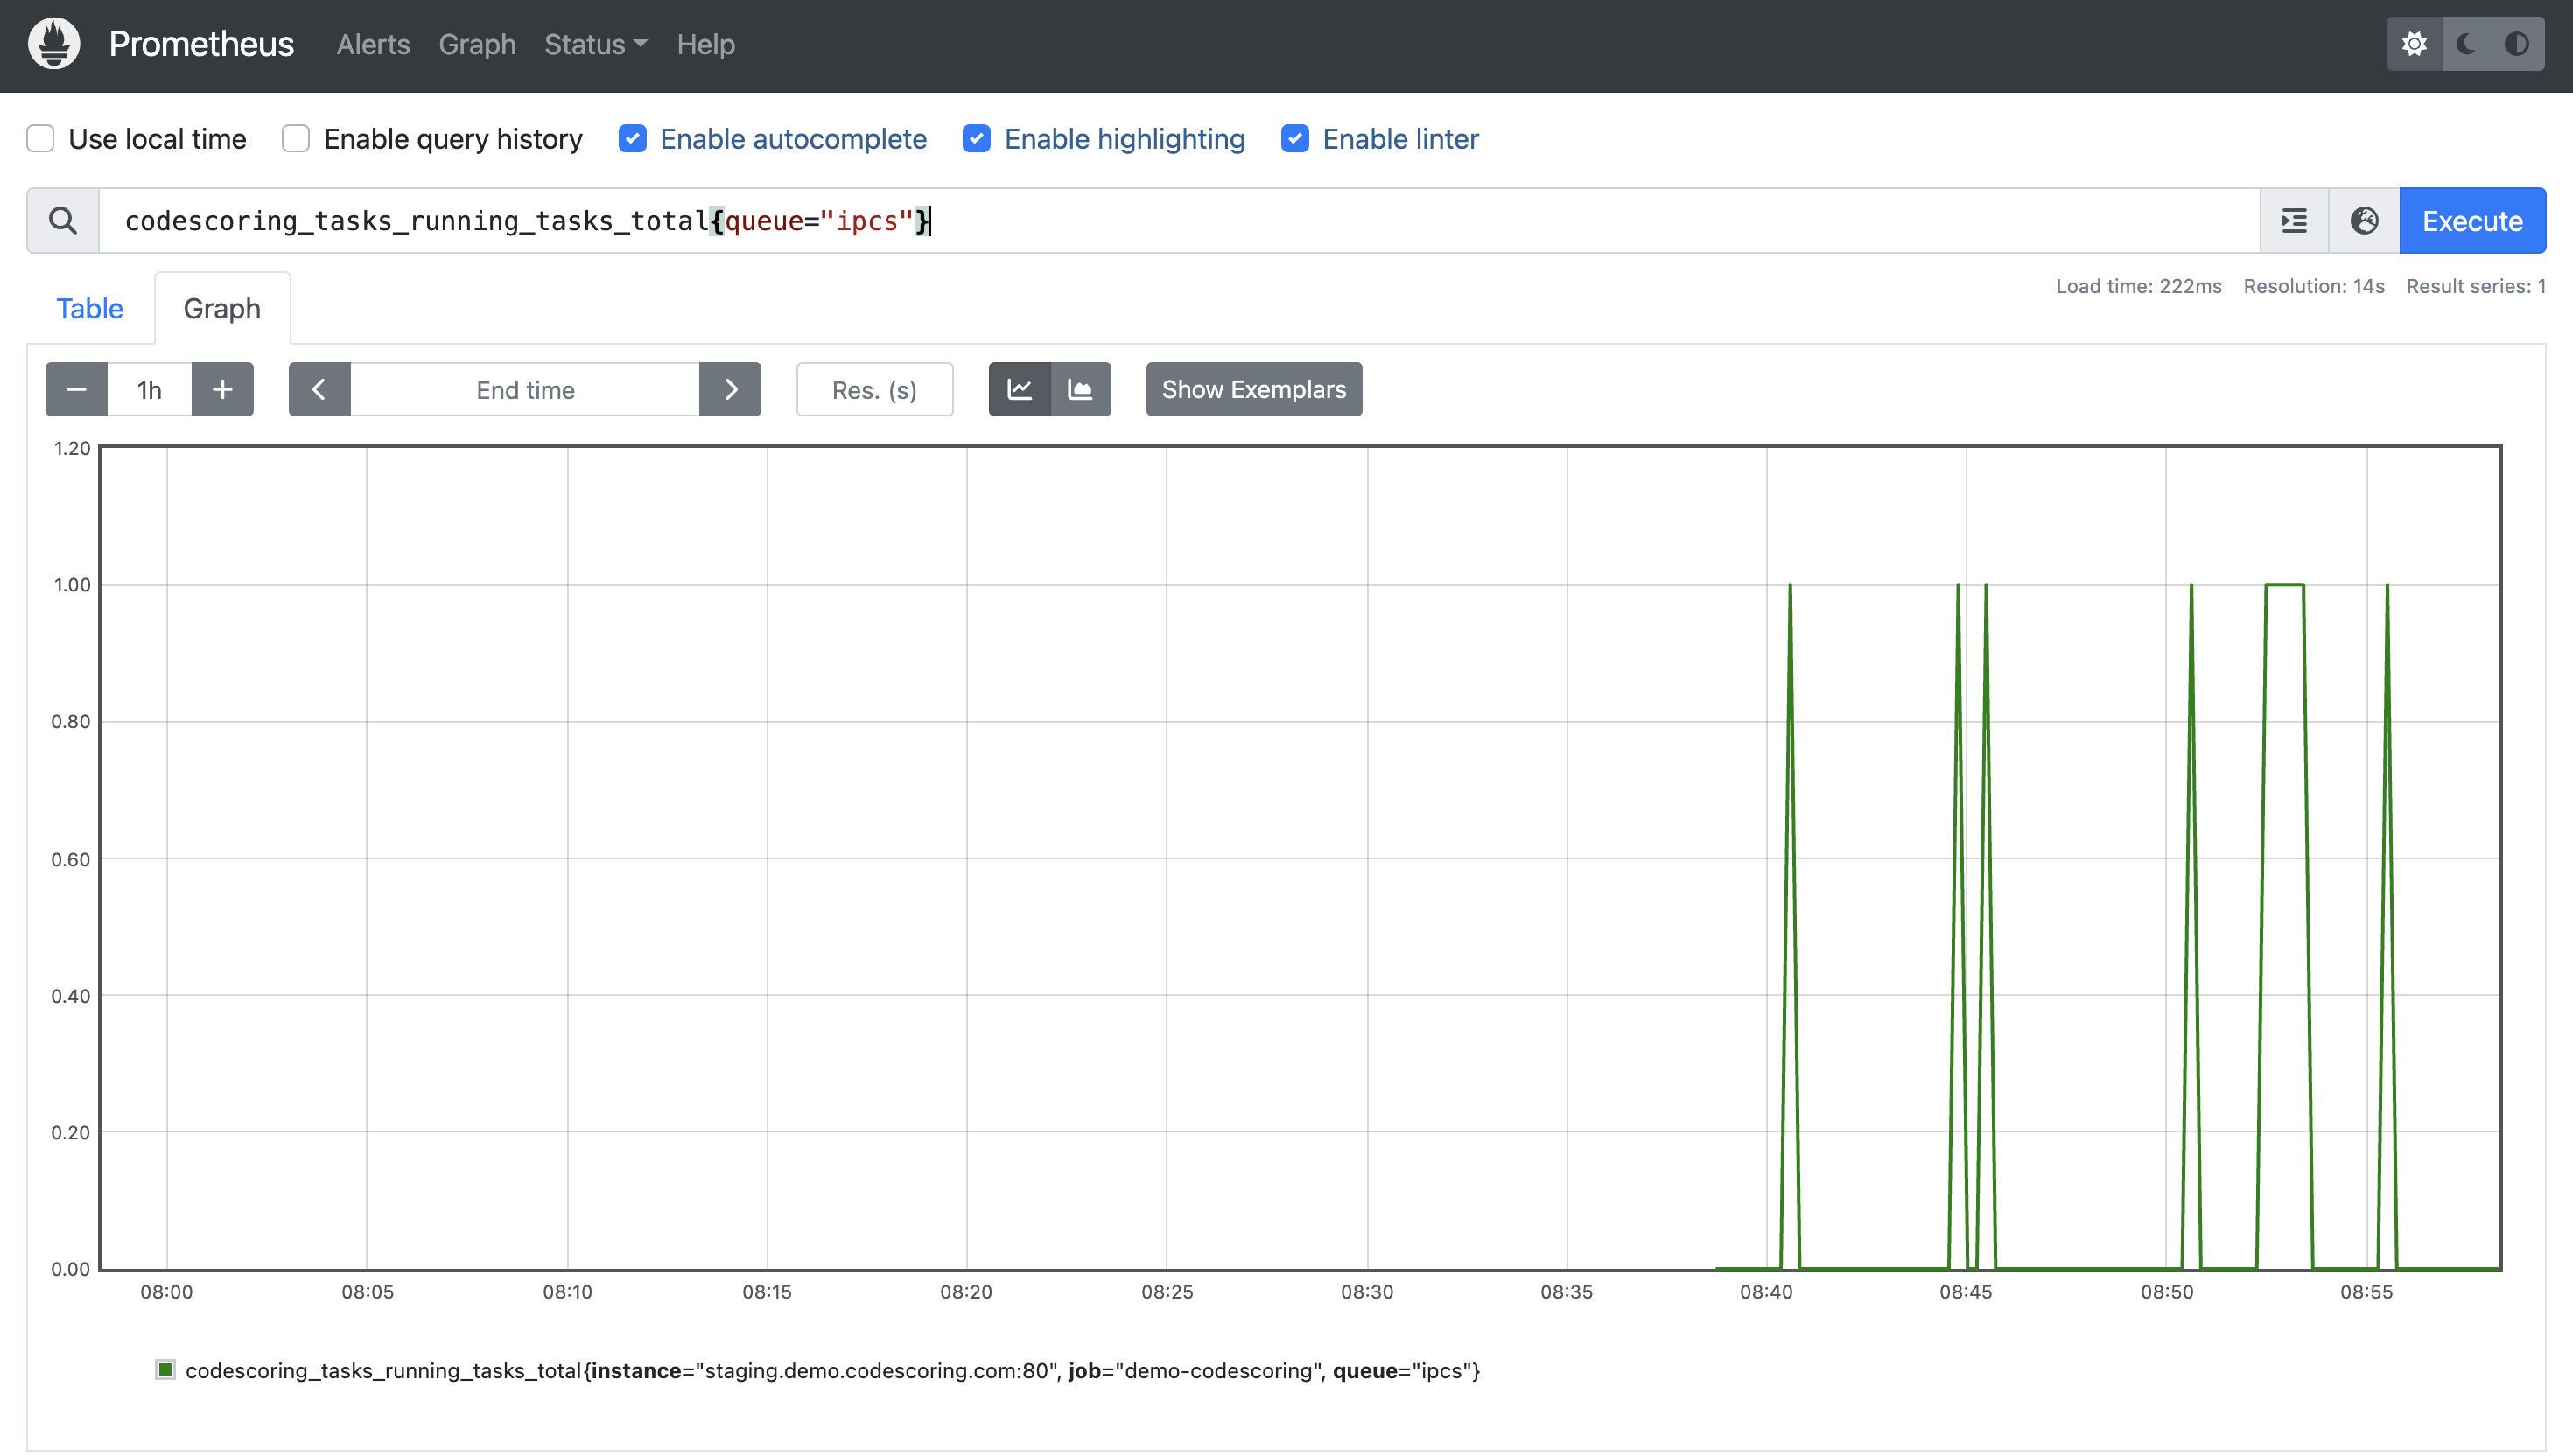 Prometheus Alerts Graph Status Help
Use local time Enable query history Enable autocomplete Enable highlighting Enable linter
codescoring_tasks_running_tasks_total{queue="ipcs"} Execute
Load time: 222ms Resolution: 14s Result series: 1
Table Graph
1h End time Res. (s) Show Exemplars
1.20
1.00
0.80
0.60
0.40
0.20
0.00
08:00 08:05 08:10 08:15 08:20 08:25 08:30 08:35 08:40 08:45 08:50 08:55
codescoring_tasks_running_tasks_total{instance="staging.demo.codescoring.com:80", job="demo-codescoring", queue="ipcs"}